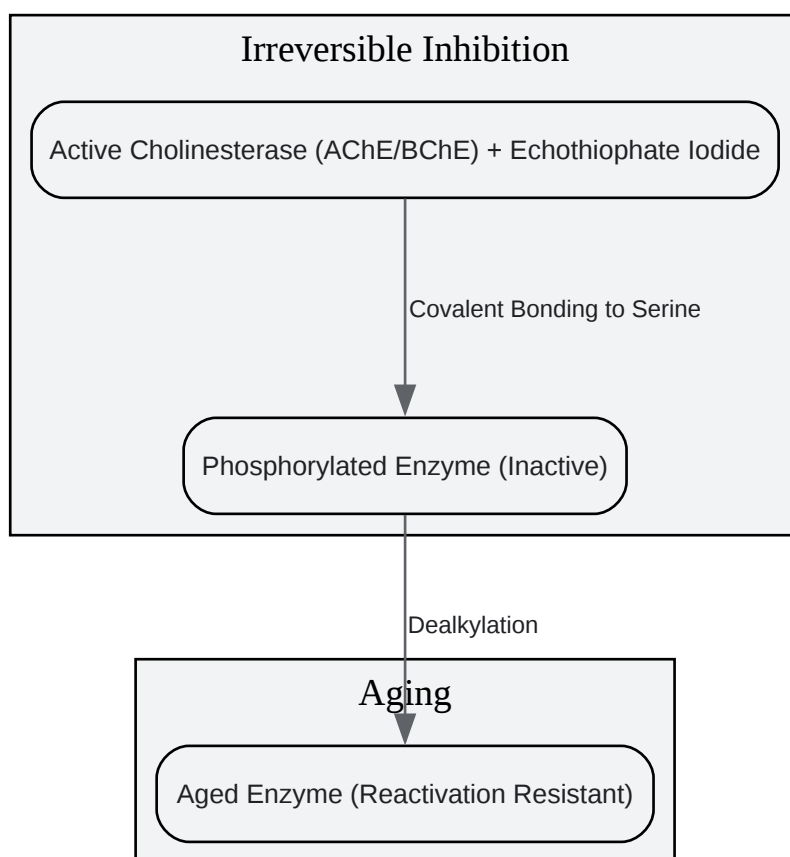 Irreversible Inhibition
Active Cholinesterase (AChE/BChE) + Echothiophate Iodide
Covalent Bonding to Serine
Phosphorylated Enzyme (Inactive)
Dealkylation
Aging
Aged Enzyme (Reactivation Resistant)